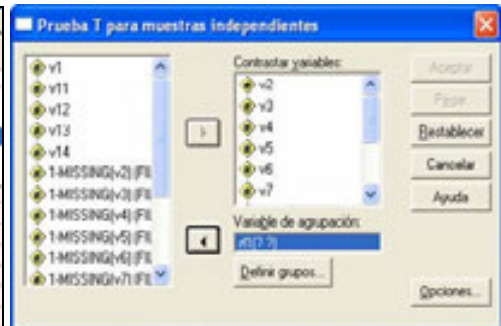 Prueba T para muestras independientes
v1
v11
v12
v13
v14
1-MISSING(v2) (FIL
1-MISSING(v3) (FIL
1-MISSING(v4) (FIL
1-MISSING(v5) (FIL
1-MISSING(v6) (FIL
1-MISSING(v7) (FIL
Contrastar variables:
v2
v3
v4
v5
v6
v7
Variable de agrupación:
Definir grupos...
Aceptar
Pegar
Restablecer
Cancelar
Ayuda
Opciones...